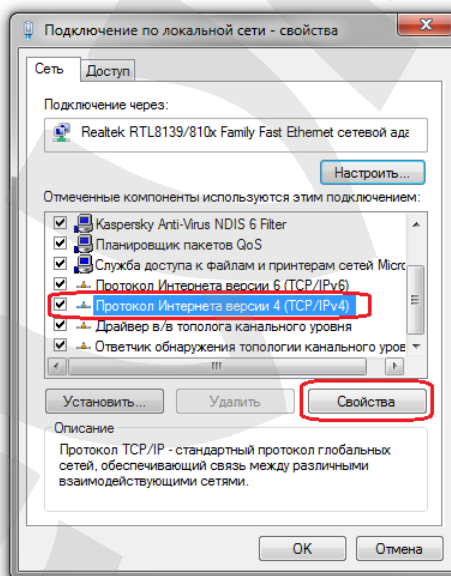 Подключение по локальной сети - свойства
Сеть Доступ
Подключение через:
Realtek RTL8139/810x Family Fast Ethernet сетевой ада
Настроить...
Отмеченные компоненты используются этим подключением:
Kaspersky Anti-Virus NDIS 6 Filter
Планировщик пакетов QoS
Служба доступа к файлам и принтерам сетей Micro
Протокол Интернета версии 6 (TCP/IPv6)
Протокол Интернета версии 4 (TCP/IPv4)
Драйвер в/в тополога канального уровня
Ответчик обнаружения топологии канального уров
Установить... Удалить Свойства
Описание
Протокол TCP/IP - стандартный протокол глобальных
сетей, обеспечивающий связь между различными
взаимодействующими сетями.
OK Отмена